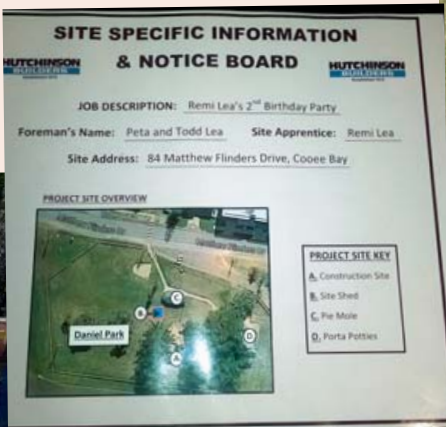 SITE SPECIFIC INFORMATION
& NOTICE BOARD
HUTCHINSON
BUILDERS
HUTCHINSON
BUILDERS
JOB DESCRIPTION: Remi Lea's 2nd Birthday Party
Foreman's Name: Peta and Todd Lea Site Apprentice: Remi Lea
Site Address: 84 Matthew Flinders Drive, Cooee Bay
PROJECT SITE OVERVIEW
PROJECT SITE KEY
A. Construction Site
B. Site Shed
C. Pie Mole
D. Porta Potties
C
B
Daniel Park
D
A